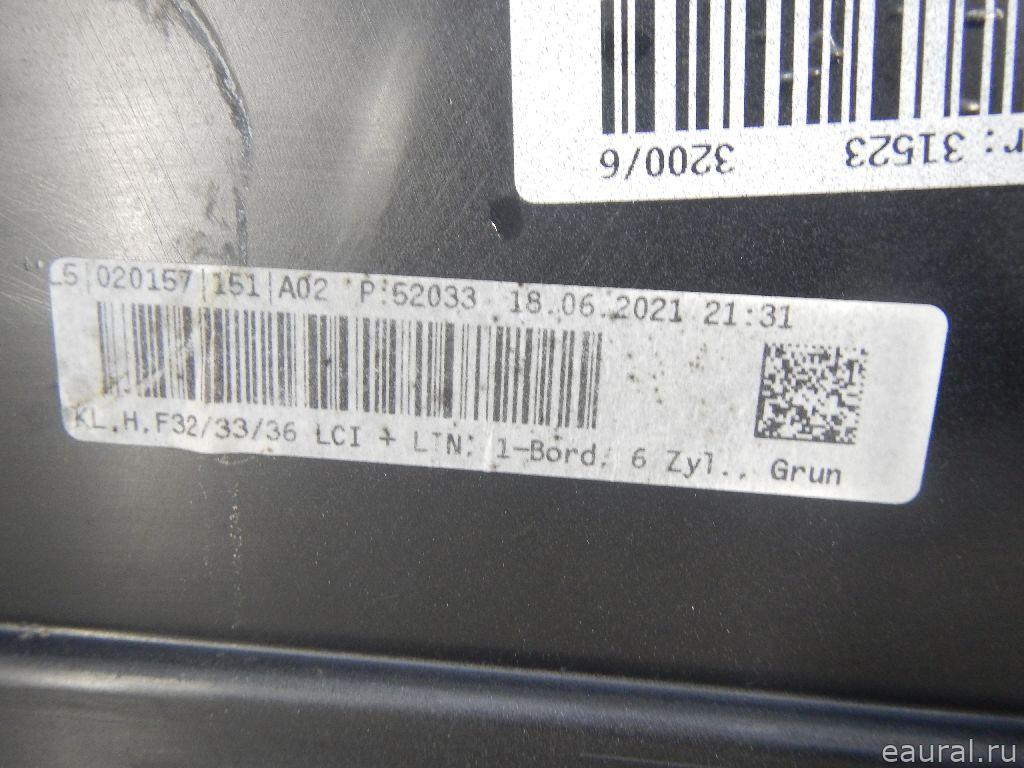 r: 31523 3200/6
L5 020157 151 A02 P:52033 18.06.2021 21:31
KL.H.F32/33/36 LCI + LIN; 1-Bord, 6 Zyl., Grun
eaural.ru